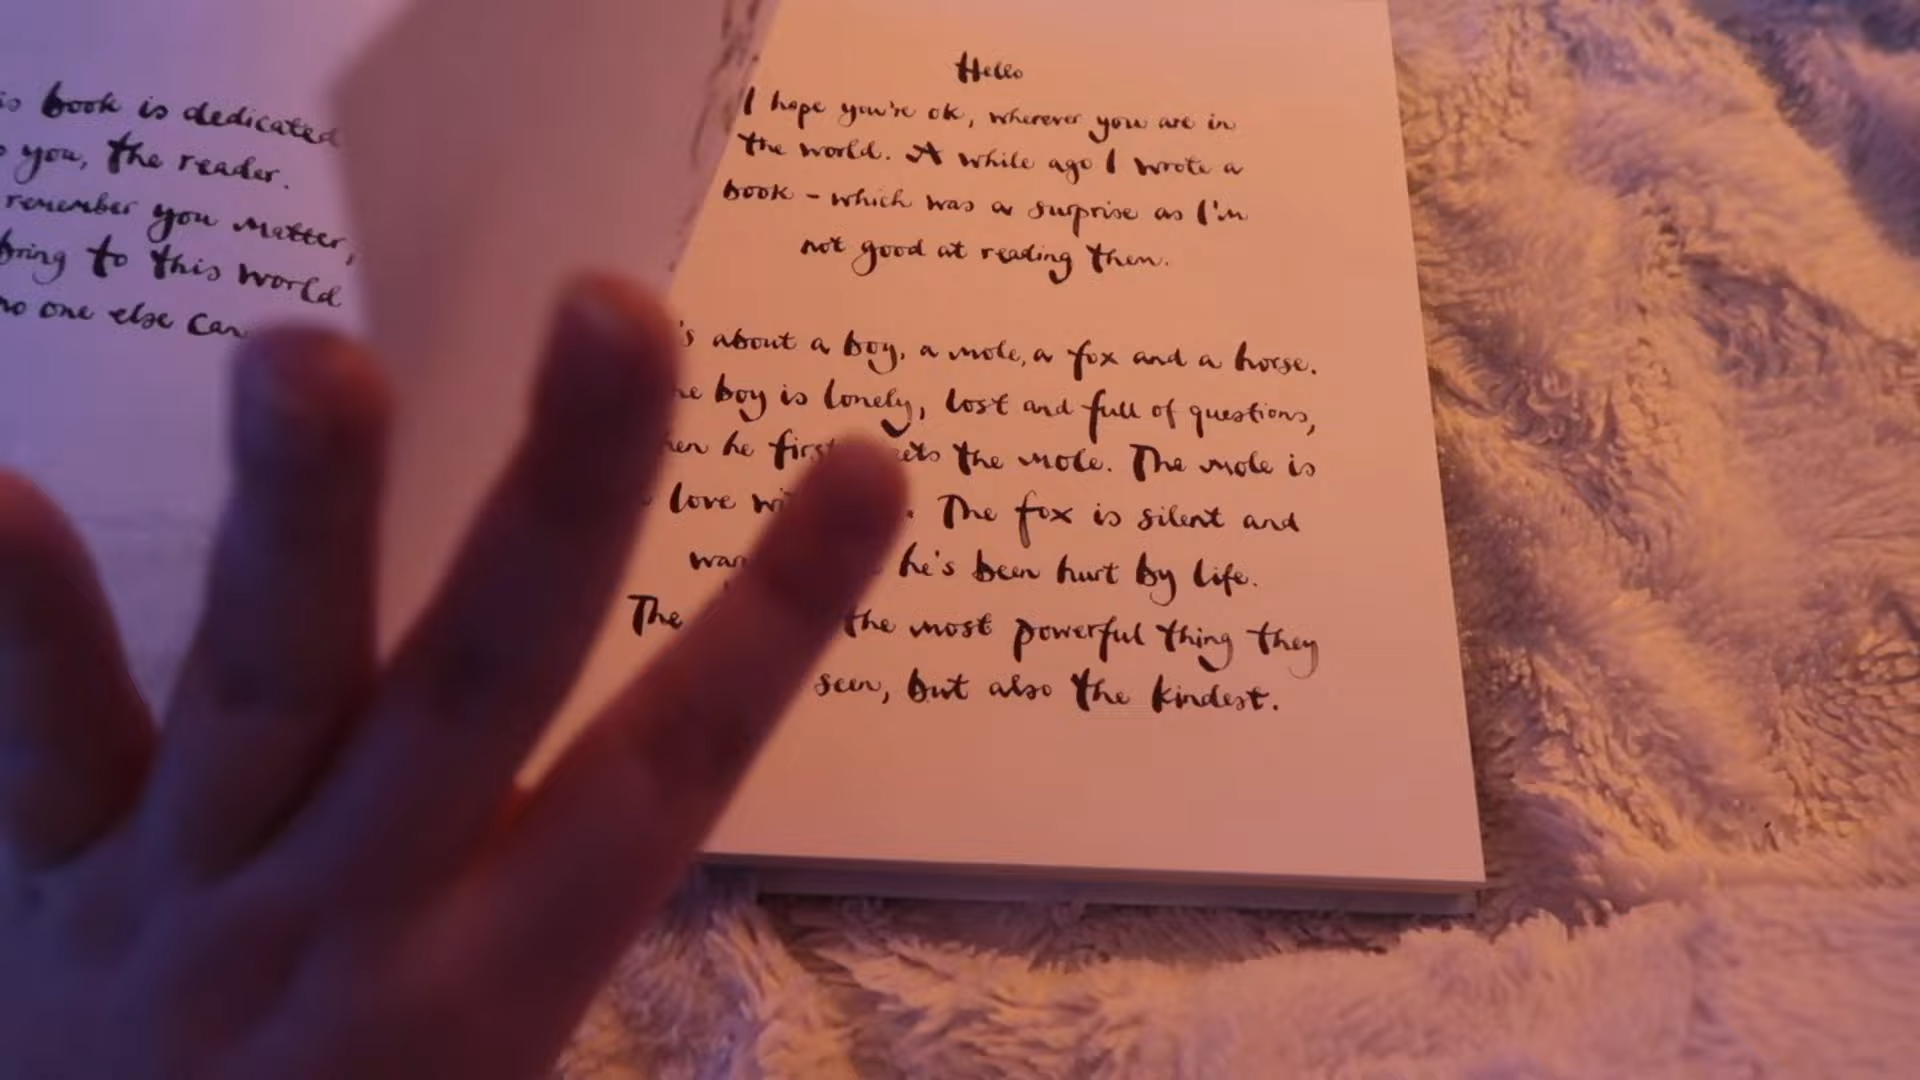 book is dedicated
you, the reader.
remember you matter,
bring to this world
no one else can
Hello
I hope you're ok, wherever you are in
the world. A while ago I wrote a
book - which was a surprise as I'm
not good at reading them.
about a boy, a mole, a fox and a horse.
boy is lonely, lost and full of questions,
he first the mole. The mole is
love The fox is silent and
he's been hurt by life.
The the most powerful thing they
seen, but also the kindest.